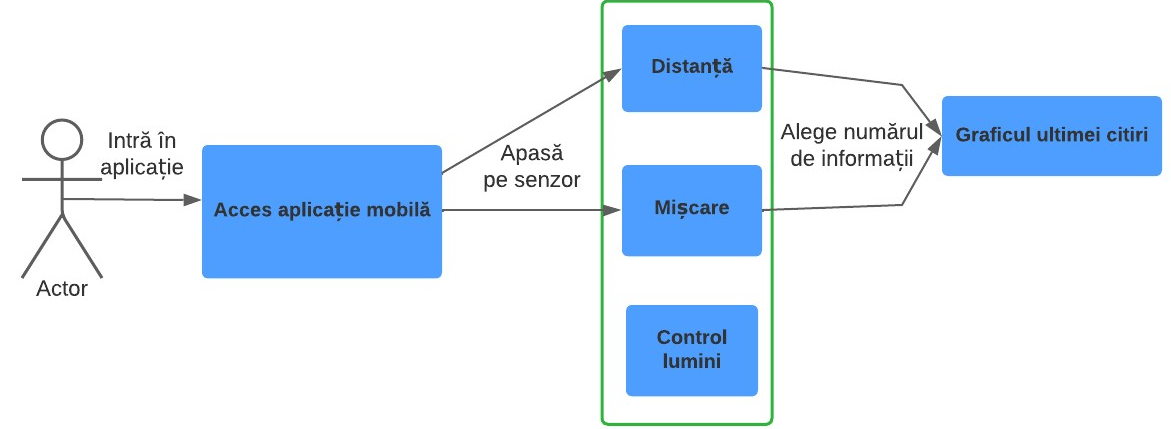 Intră în
aplicație
Actor
Acces aplicație mobilă
Apasă
pe senzor
Distanță
Mișcare
Control
lumini
Alege numărul
de informații
Graficul ultimei citiri